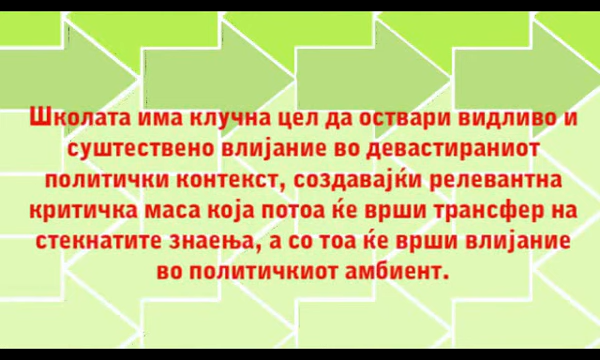 Школата има клучна цел да оствари видливо и
суштествено влијание во девастираниот
политички контекст, создавајќи релевантна
критичка маса која потоа ќе врши трансфер на
стекнатите знаења, а со тоа ќе врши влијание
во политичкиот амбиент.